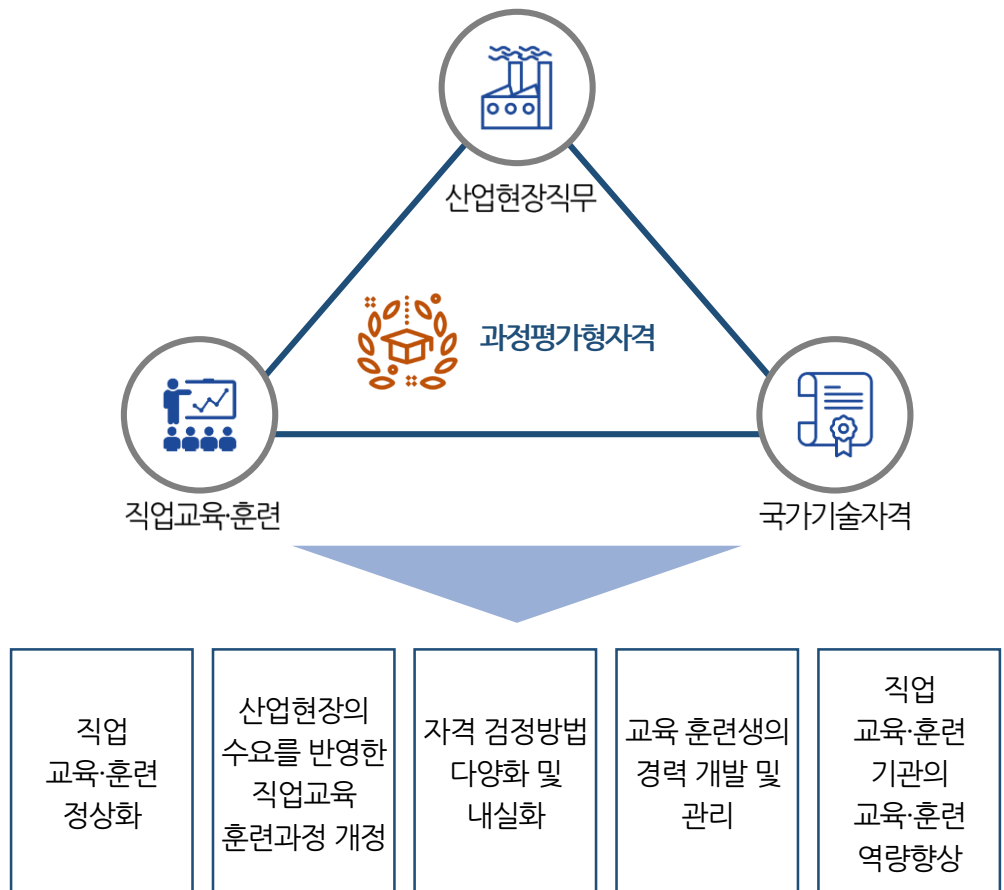 산업현장직무
과정평가형자격
직업교육·훈련
국가기술자격
직업
교육·훈련
정상화
산업현장의
수요를 반영한
직업교육
훈련과정 개정
자격 검정방법
다양화 및
내실화
교육 훈련생의
경력 개발 및
관리
직업
교육·훈련
기관의
교육·훈련
역량향상